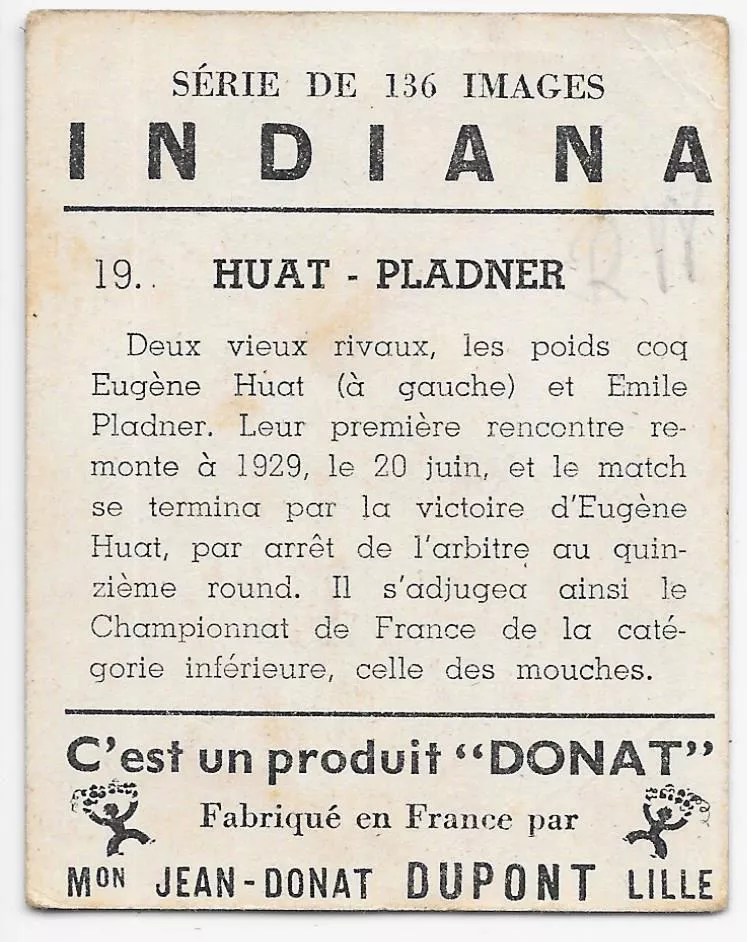 SÉRIE DE 136 IMAGES
INDIANA
19.. HUAT - PLADNER
Deux vieux rivaux, les poids coq
Eugène Huat (à gauche) et Emile
Pladner. Leur première rencontre re-
monte à 1929, le 20 juin, et le match
se termina par la victoire d'Eugène
Huat, par arrêt de l'arbitre au quin-
zième round. Il s'adjugea ainsi le
Championnat de France de la caté-
gorie inférieure, celle des mouches.
C'est un produit "DONAT"
Fabriqué en France par
MON JEAN-DONAT DUPONT LILLE